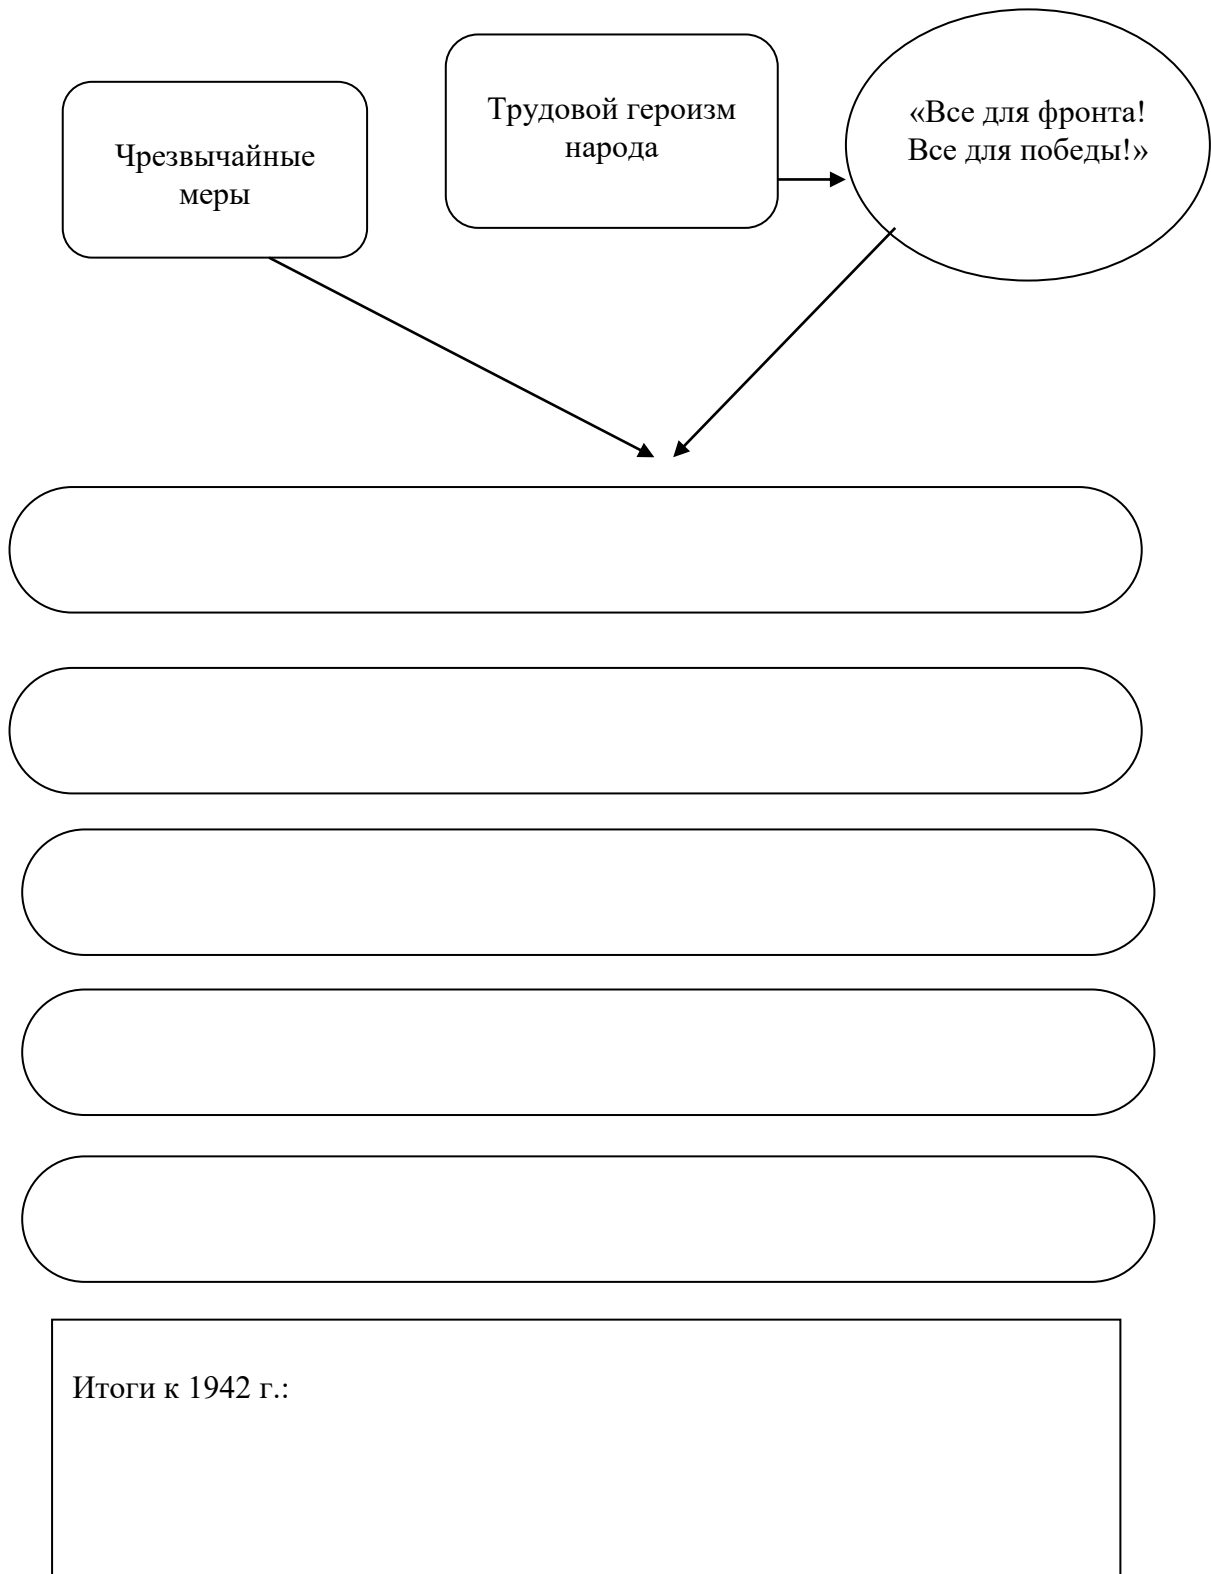 Чрезвычайные
меры
Трудовой героизм
народа
«Все для фронта!
Все для победы!»
Итоги к 1942 г.: